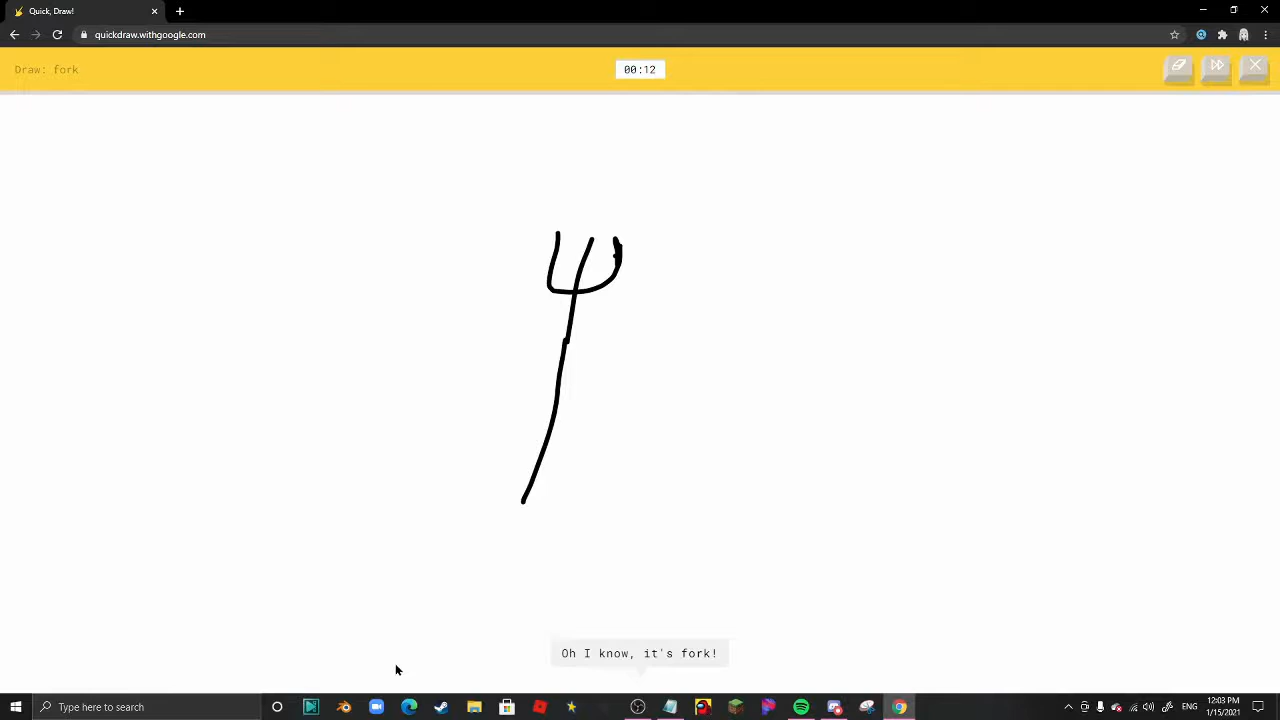 Quick, Draw!
quickdraw.withgoogle.com
Draw: fork
00:12
Oh I know, it's fork!
Type here to search
12:03 PM
1/15/2021